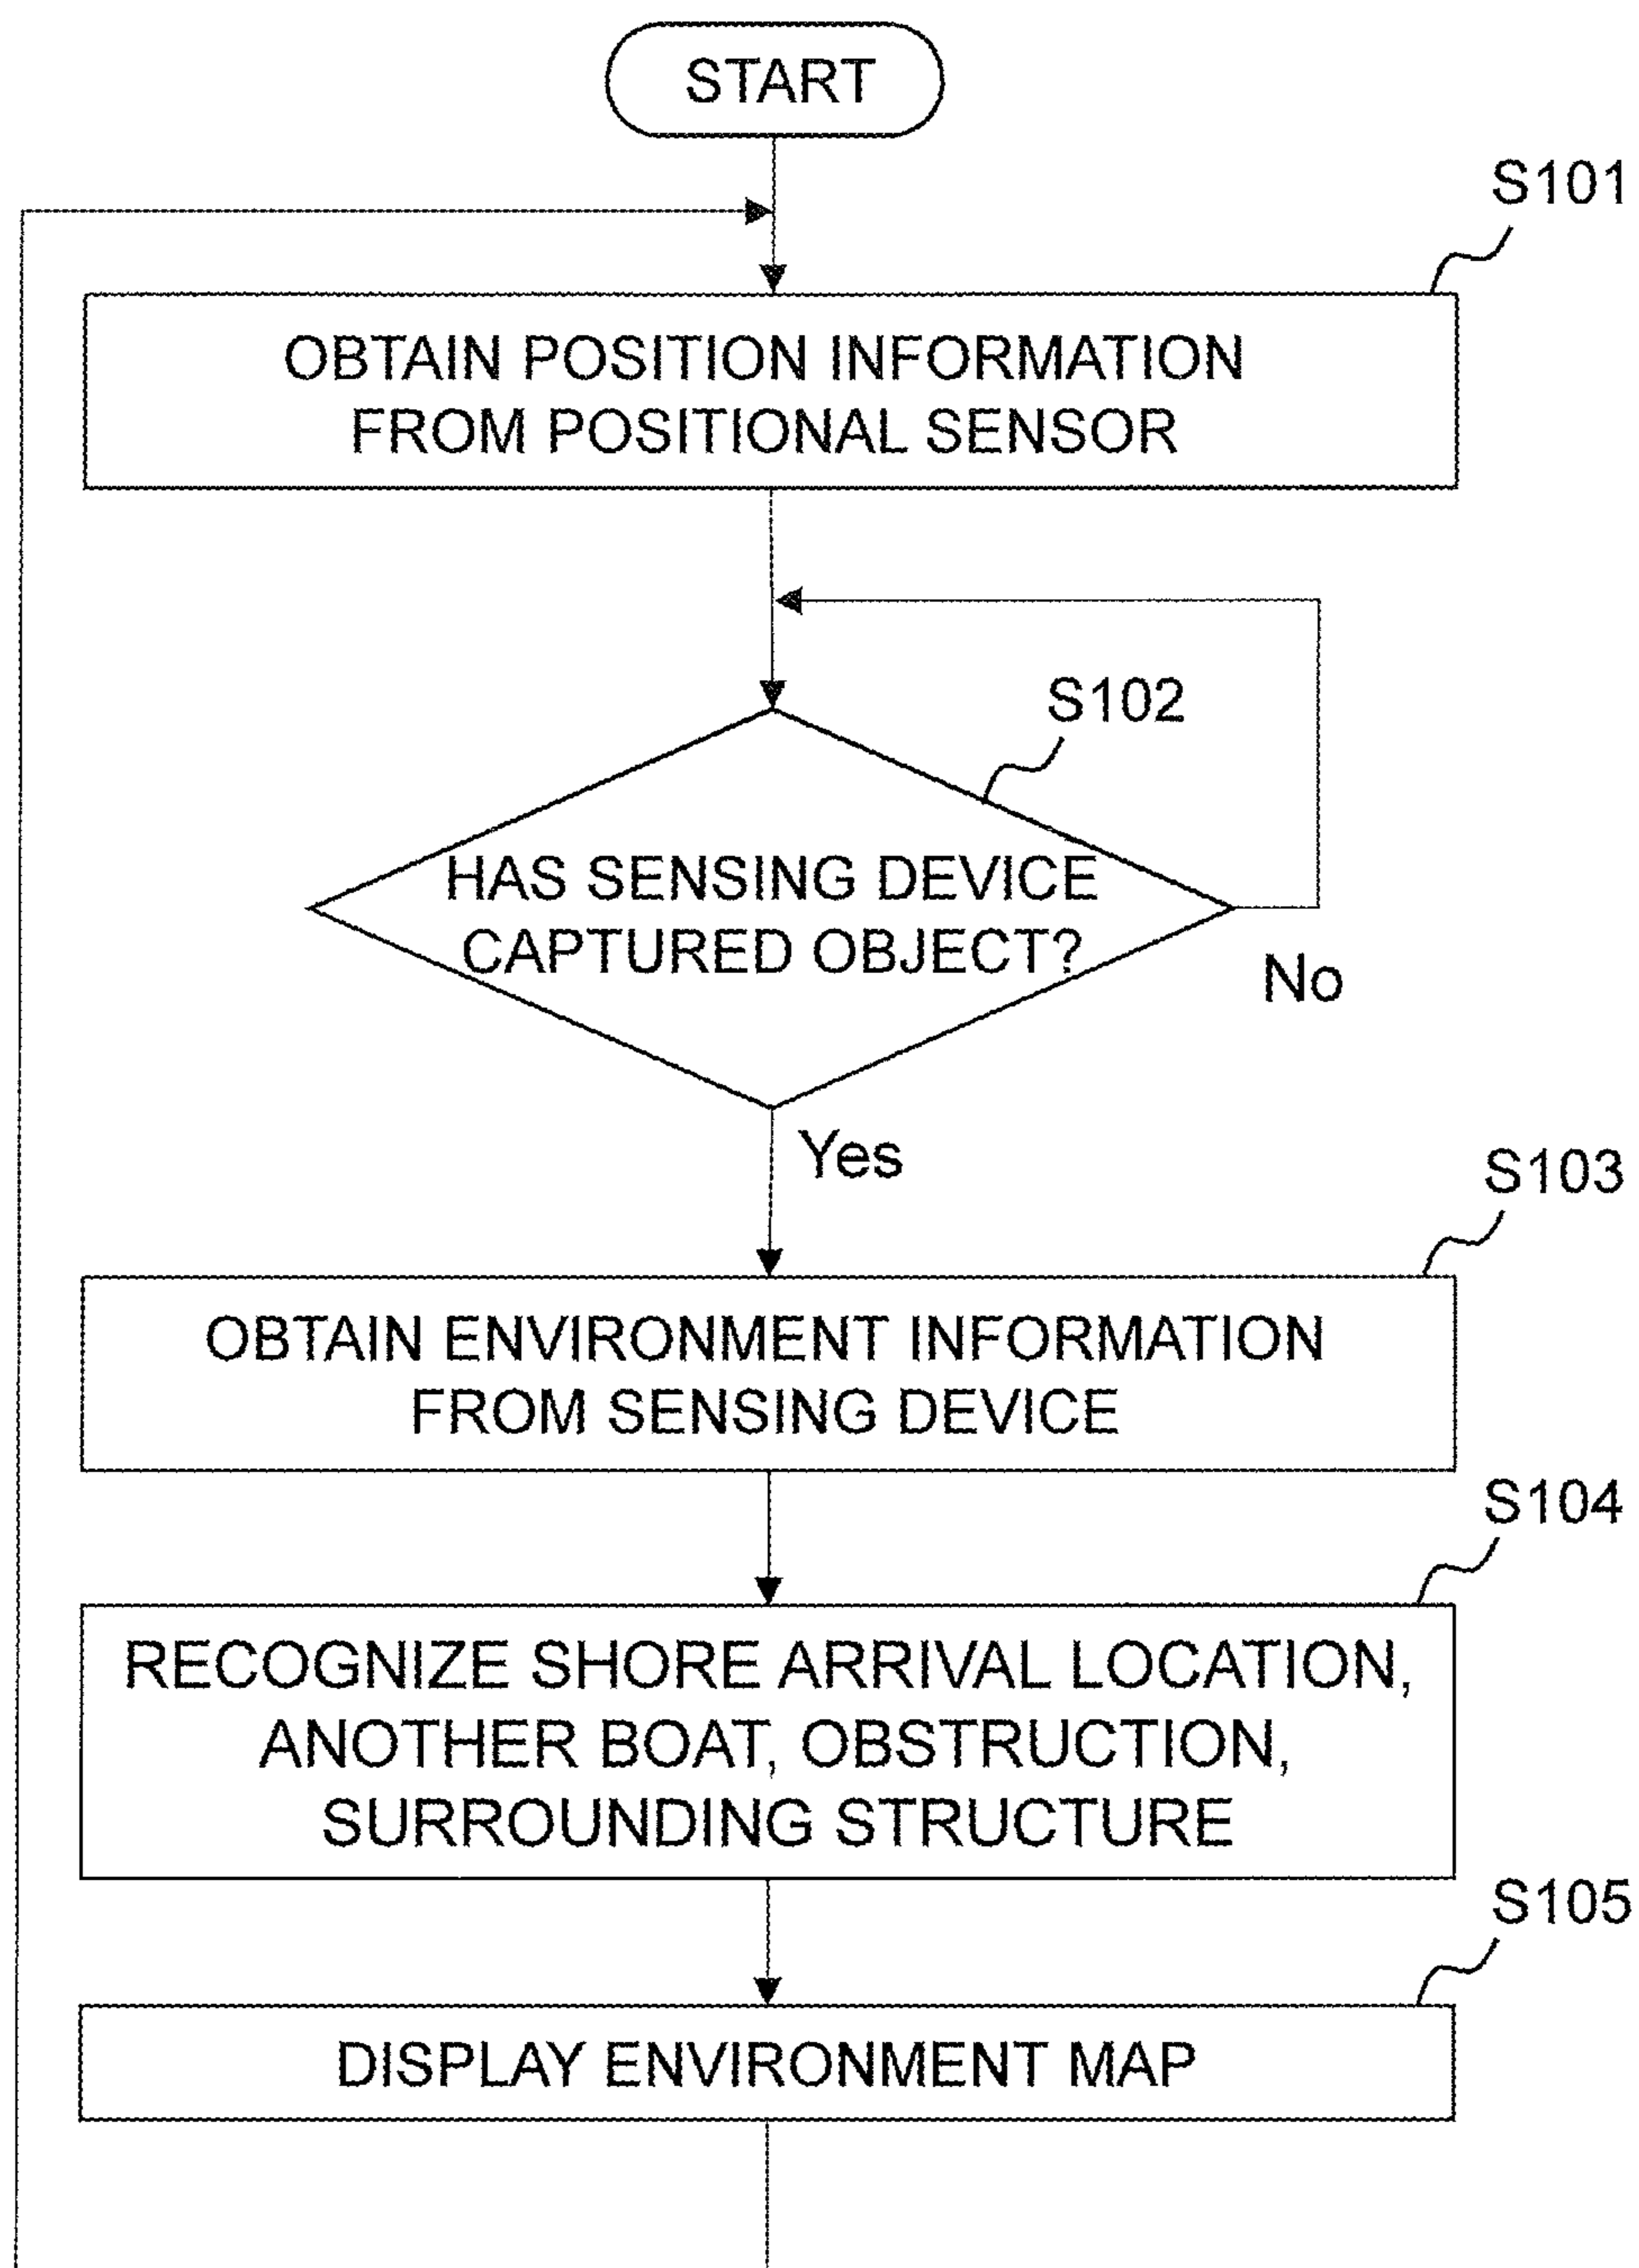 START
S101
OBTAIN POSITION INFORMATION
FROM POSITIONAL SENSOR
S102
HAS SENSING DEVICE
CAPTURED OBJECT?
No
Yes
S103
OBTAIN ENVIRONMENT INFORMATION
FROM SENSING DEVICE
S104
RECOGNIZE SHORE ARRIVAL LOCATION,
ANOTHER BOAT, OBSTRUCTION,
SURROUNDING STRUCTURE
S105
DISPLAY ENVIRONMENT MAP